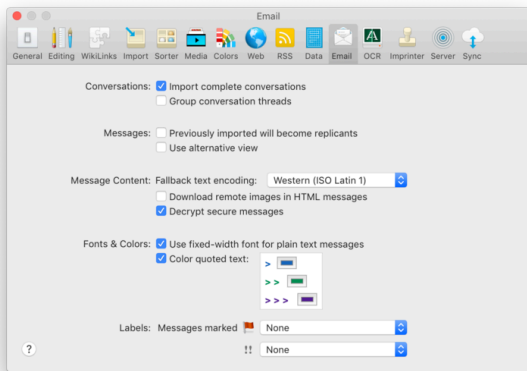 Email
General Editing WikiLinks Import Sorter Media Colors Web RSS Data Email OCR Imprinter Server Sync
Conversations: Import complete conversations
Group conversation threads
Messages: Previously imported will become replicants
Use alternative view
Message Content: Fallback text encoding: Western (ISO Latin 1)
Download remote images in HTML messages
Decrypt secure messages
Fonts & Colors: Use fixed-width font for plain text messages
Color quoted text:
>
> >
> > >
Labels: Messages marked None
!! None
?